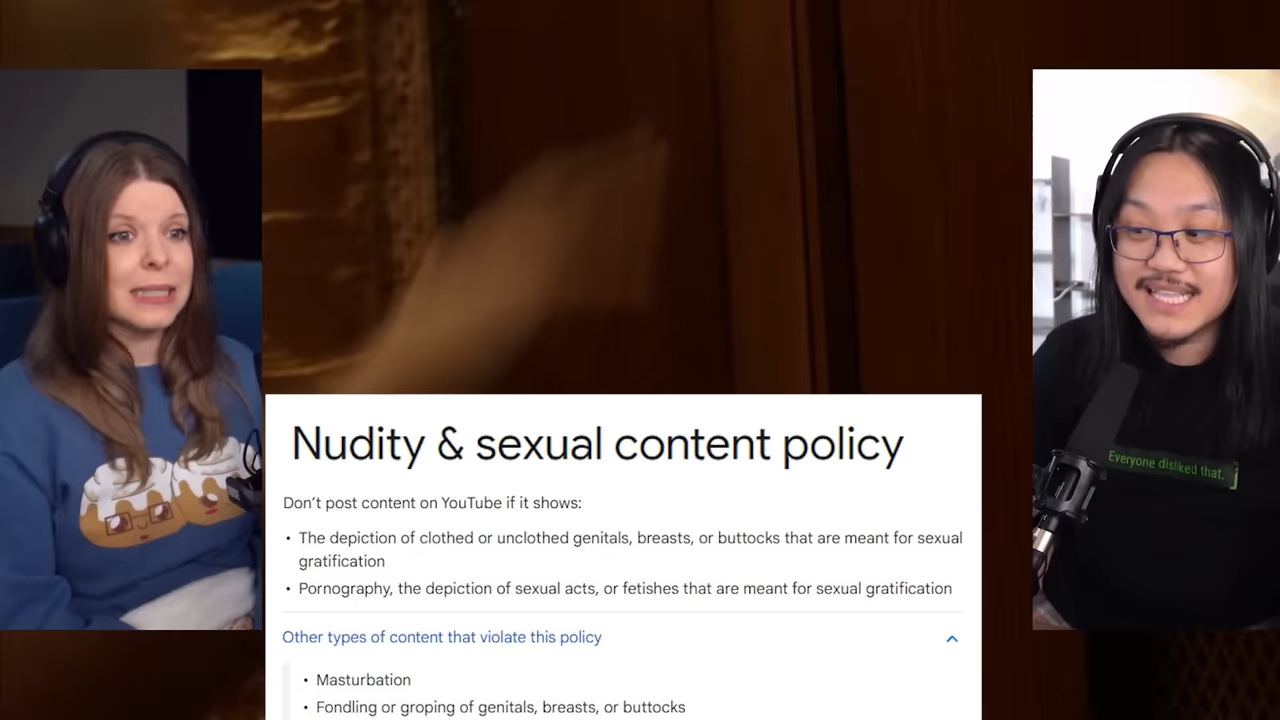 Nudity & sexual content policy
Don’t post content on YouTube if it shows:
• The depiction of clothed or unclothed genitals, breasts, or buttocks that are meant for sexual
gratification
• Pornography, the depiction of sexual acts, or fetishes that are meant for sexual gratification
Other types of content that violate this policy
• Masturbation
• Fondling or groping of genitals, breasts, or buttocks
Everyone disliked that.